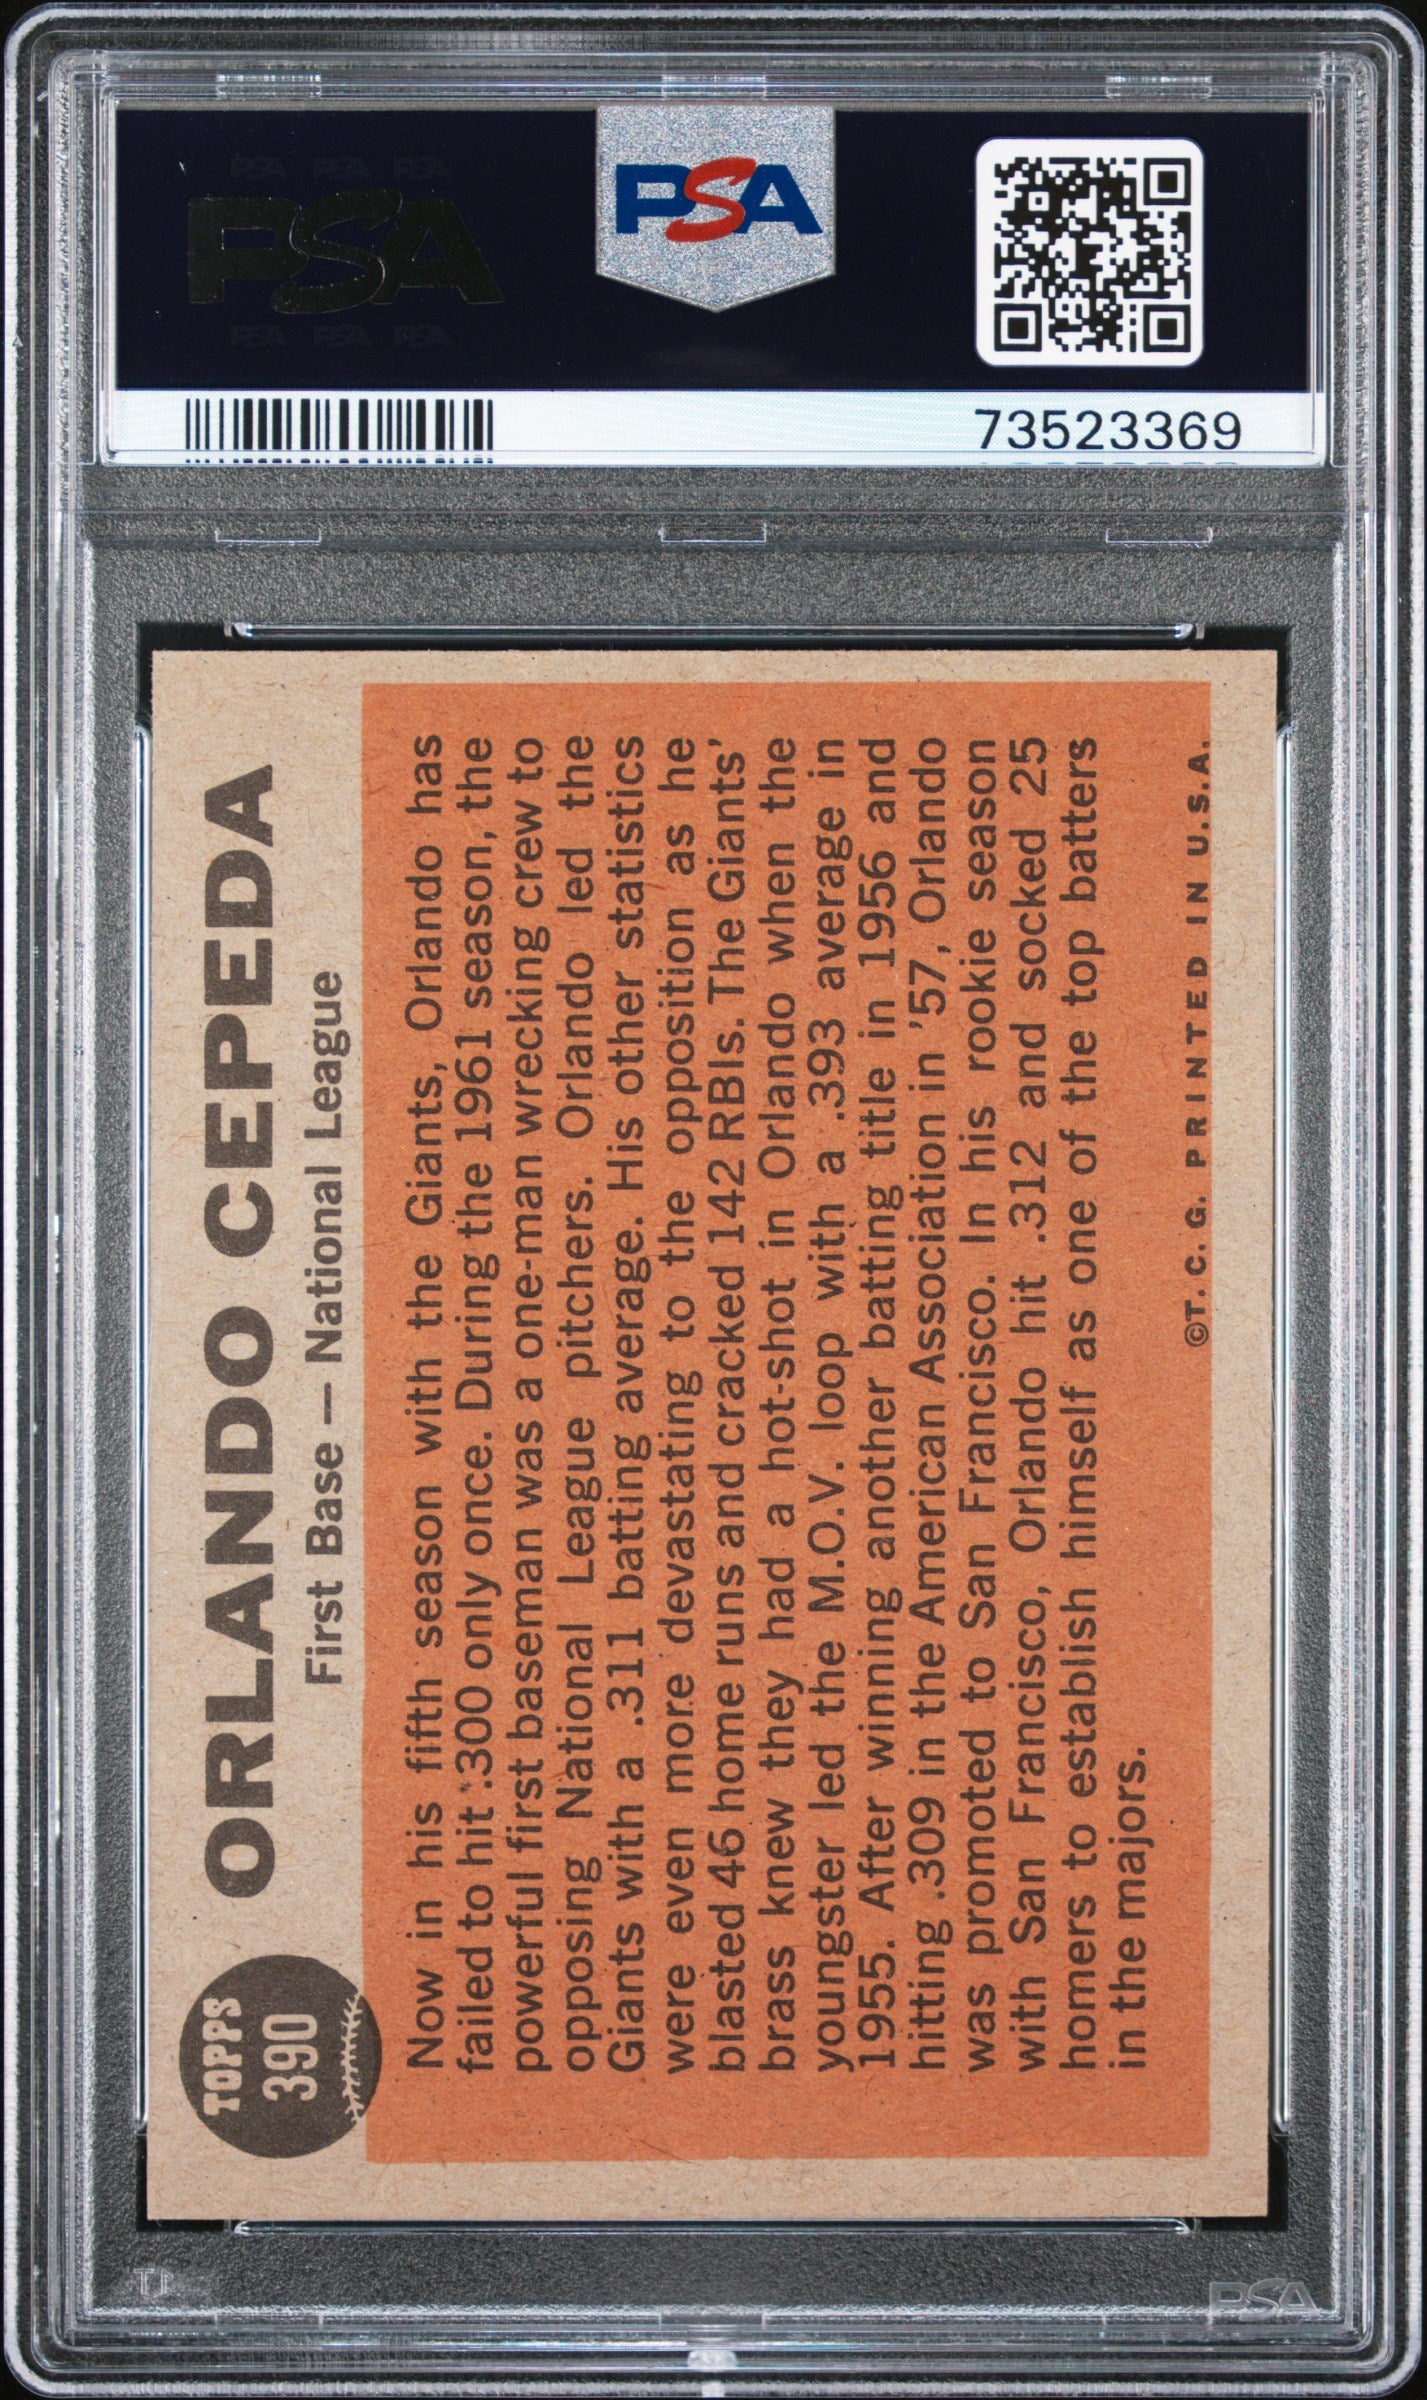 PSA PSA PSA
PSA
PSA PSA PSA
PSA
73523369
TOPPS
390
ORLANDO CEPEDA
First Base — National League
Now in his fifth season with the Giants, Orlando has
failed to hit .300 only once. During the 1961 season, the
powerful first baseman was a one-man wrecking crew to
opposing National League pitchers. Orlando led the
Giants with a .311 batting average. His other statistics
were even more devastating to the opposition as he
blasted 46 home runs and cracked 142 RBIs. The Giants'
brass knew they had a hot-shot in Orlando when the
youngster led the M.O.V. loop with a .393 average in
1955. After winning another batting title in 1956 and
hitting .309 in the American Association in '57, Orlando
was promoted to San Francisco. In his rookie season
with San Francisco, Orlando hit .312 and socked 25
homers to establish himself as one of the top batters
in the majors.
©T. C. G. PRINTED IN U.S.A.
PSA